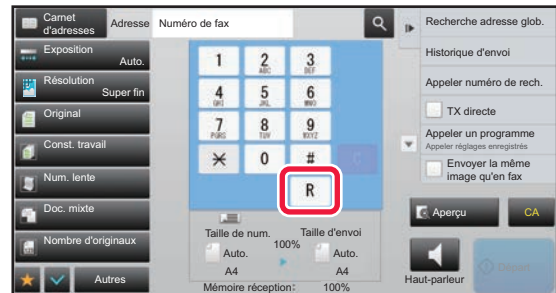 Carnet
d'adresses
Adresse
Numéro de fax
Exposition
Auto.
Résolution
Super fin
Original
Const. travail
Num. lente
Doc. mixte
Nombre d'originaux
Autres
1
2
ABC
3
DEF
4
GHI
5
JKL
6
MNO
7
PQRS
8
TUV
9
WXYZ
0
#
C
R
Taille de num.
100%
Taille d'envoi
Auto.
Auto.
A4
A4
Mémoire réception:
100%
Recherche adresse glob.
Historique d'envoi
Appeler numéro de rech.
TX directe
Appeler un programme
Appeler réglages enregistrés
Envoyer la même
image qu'en fax
Aperçu
CA
Haut-parleur
Départ